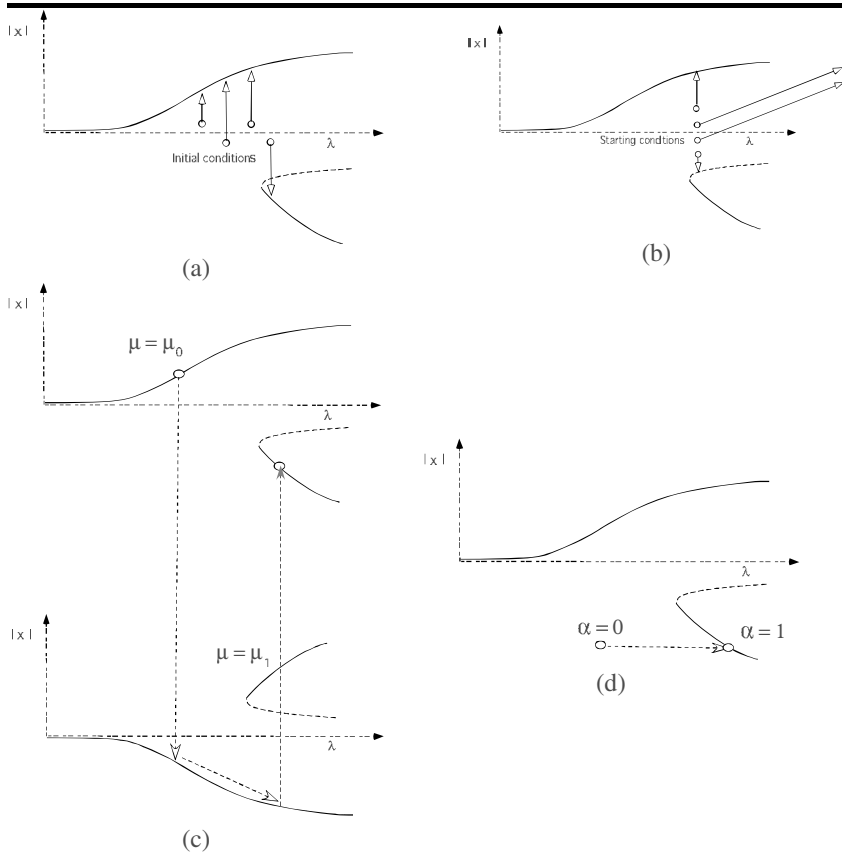 |x|
λ
Initial conditions
(a)
‖x‖
λ
Starting conditions
(b)
|x|
μ = μ₀
λ
|x|
μ = μ₁
λ
(c)
|x|
λ
α = 0
α = 1
(d)